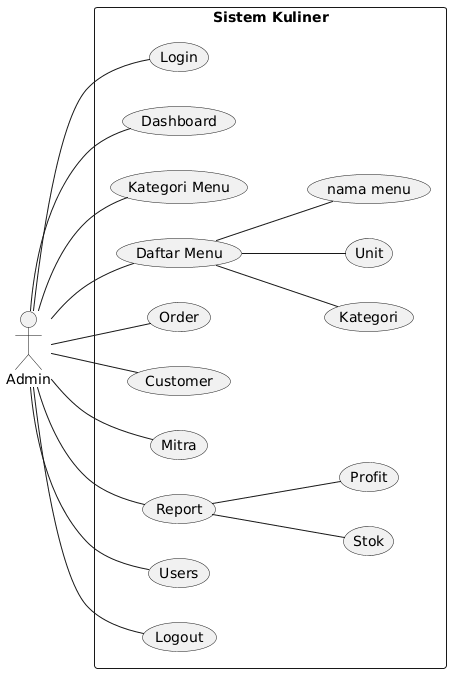 Sistem Kuliner
Login
Dashboard
Kategori Menu
nama menu
Daftar Menu
Unit
Order
Kategori
Admin
Customer
Mitra
Profit
Report
Stok
Users
Logout